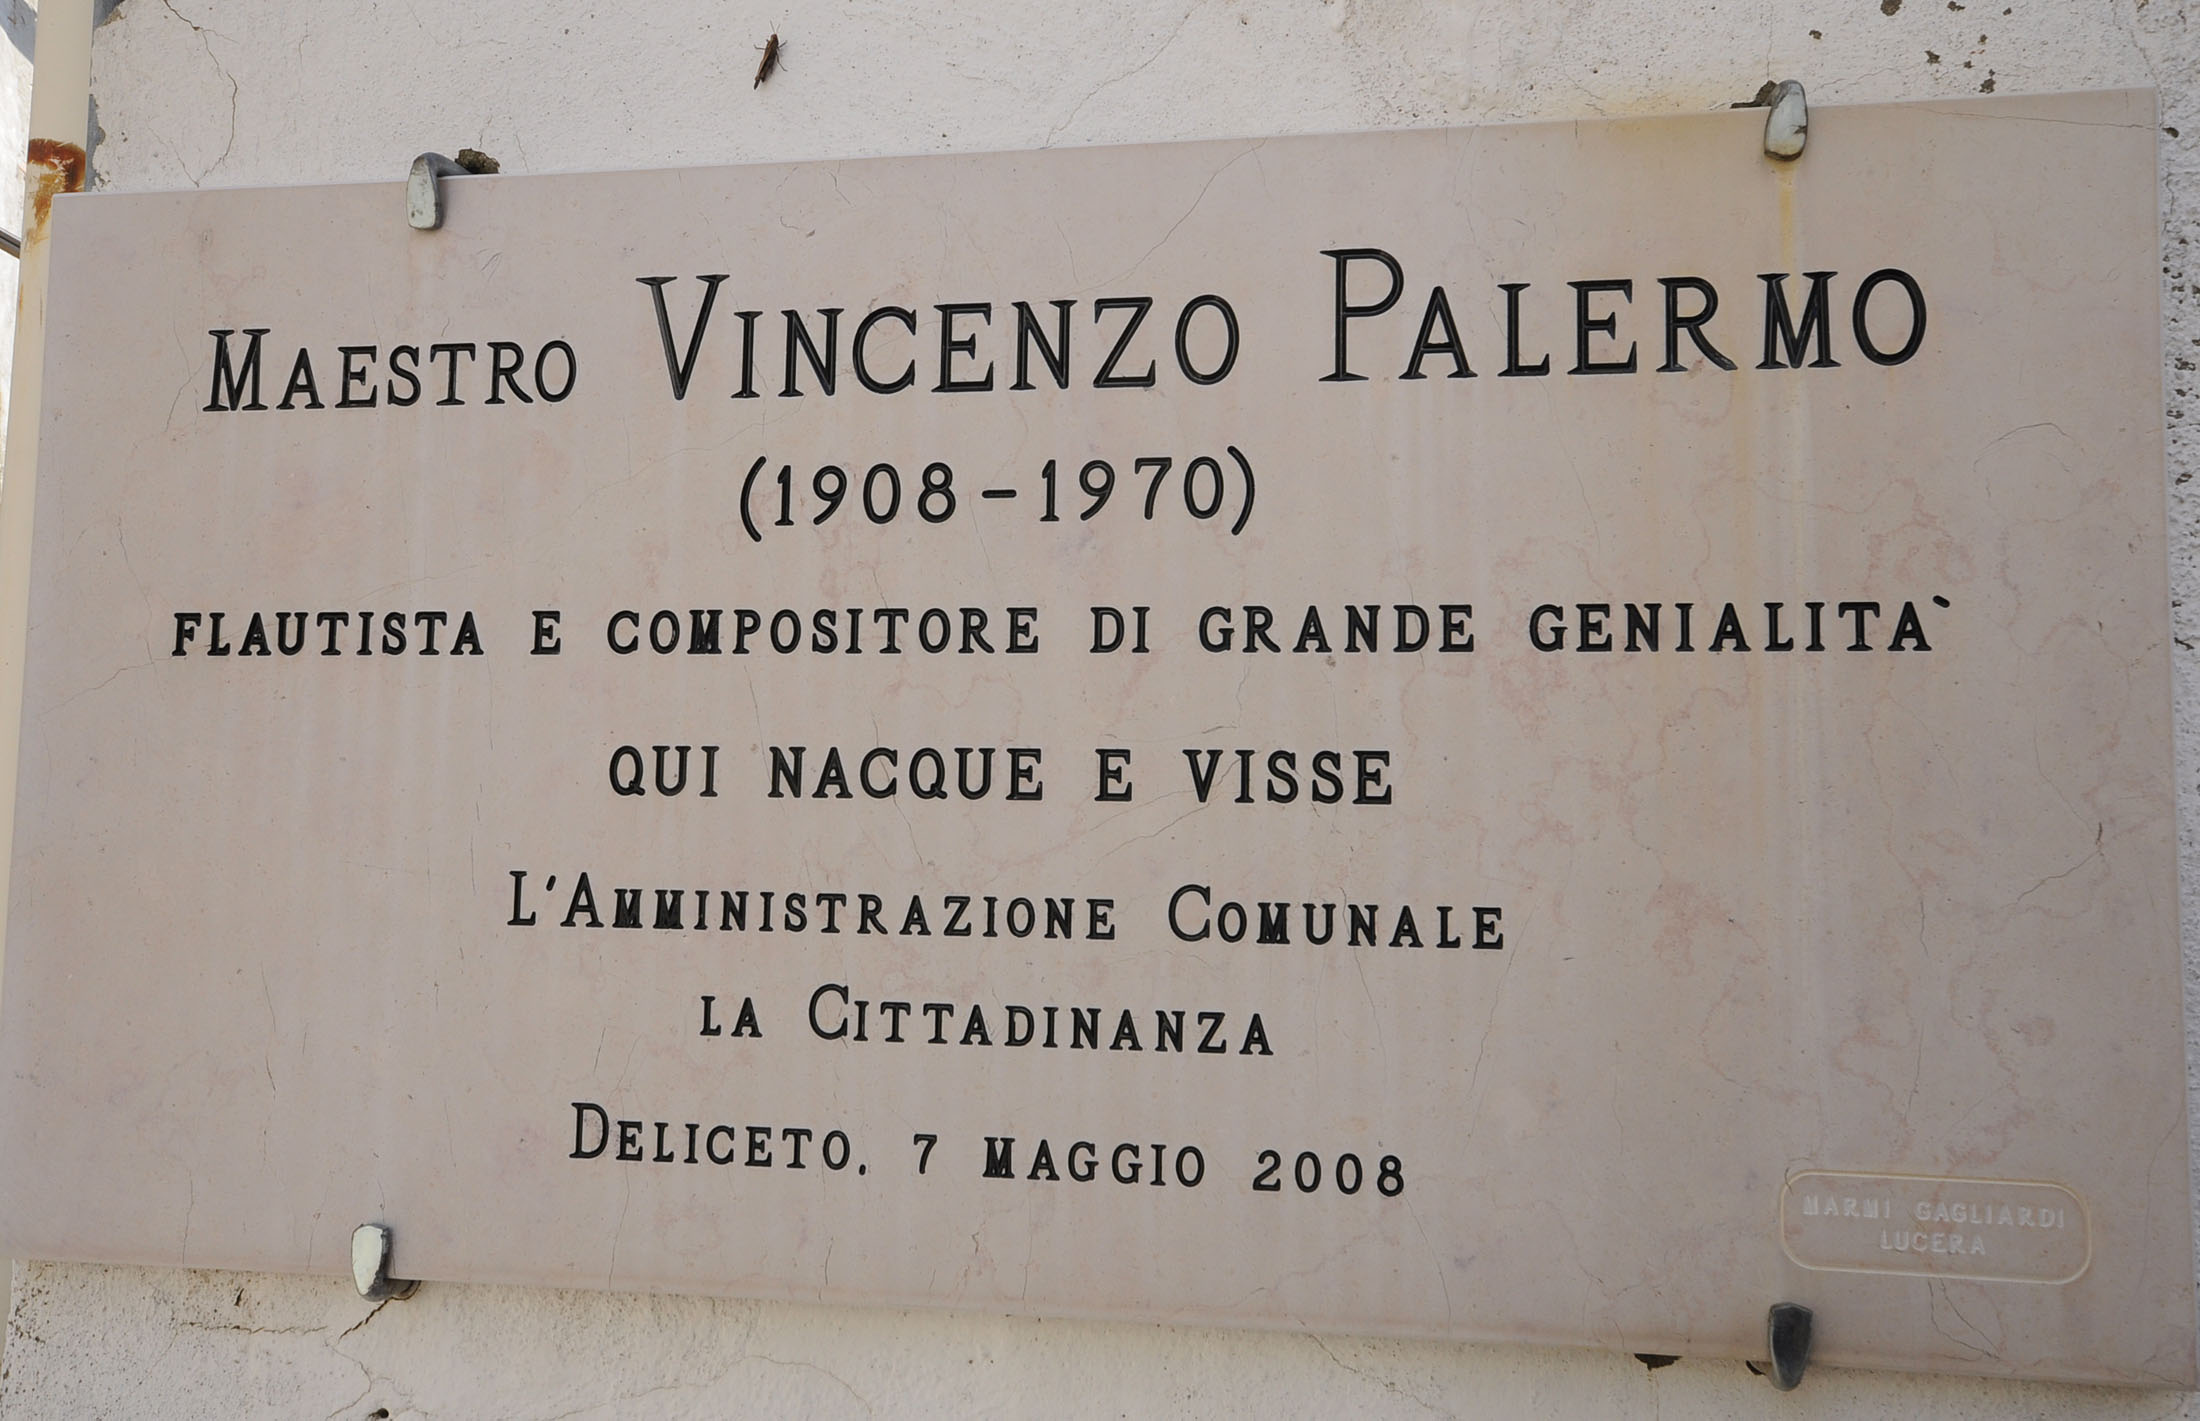 Maestro Vincenzo Palermo
(1908-1970)
FLAUTISTA E COMPOSITORE DI GRANDE GENIALITA`
QUI NACQUE E VISSE
L'Amministrazione Comunale
la Cittadinanza
Deliceto, 7 maggio 2008
MARMI GAGLIARDI
LUCERA